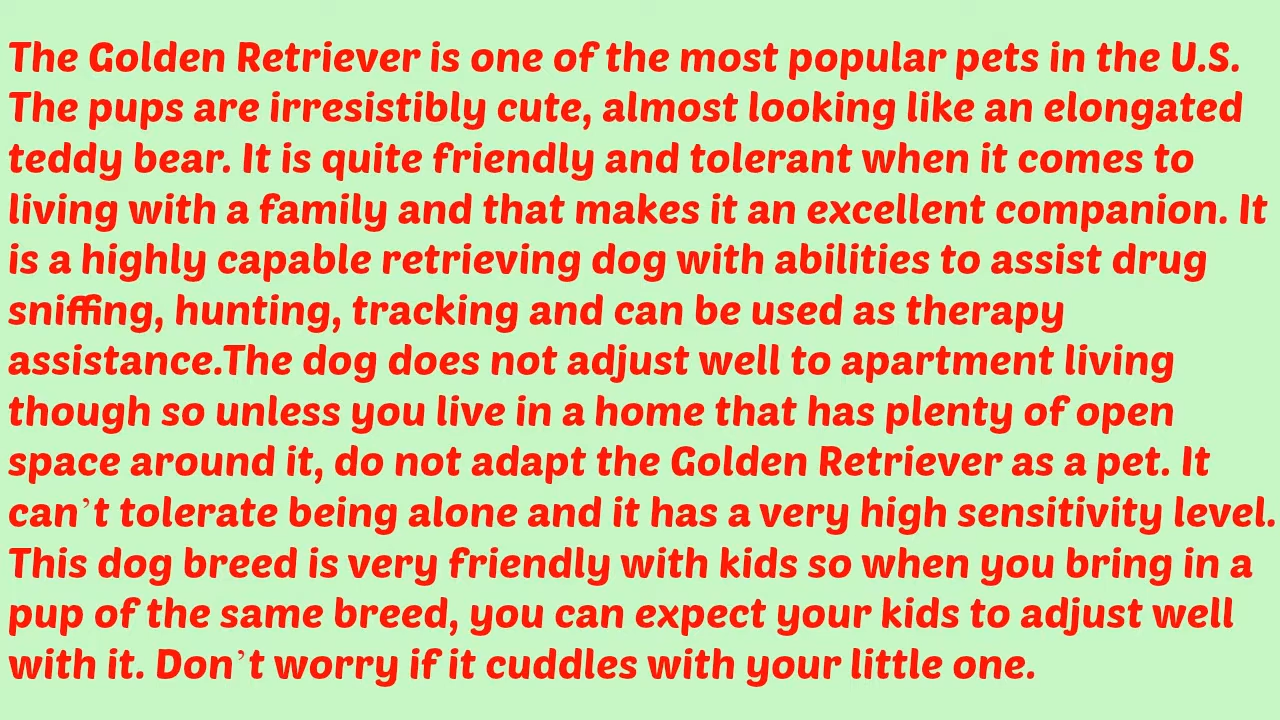 The Golden Retriever is one of the most popular pets in the U.S.
The pups are irresistibly cute, almost looking like an elongated
teddy bear. It is quite friendly and tolerant when it comes to
living with a family and that makes it an excellent companion. It
is a highly capable retrieving dog with abilities to assist drug
sniffing, hunting, tracking and can be used as therapy
assistance.The dog does not adjust well to apartment living
though so unless you live in a home that has plenty of open
space around it, do not adapt the Golden Retriever as a pet. It
can’t tolerate being alone and it has a very high sensitivity level.
This dog breed is very friendly with kids so when you bring in a
pup of the same breed, you can expect your kids to adjust well
with it. Don’t worry if it cuddles with your little one.